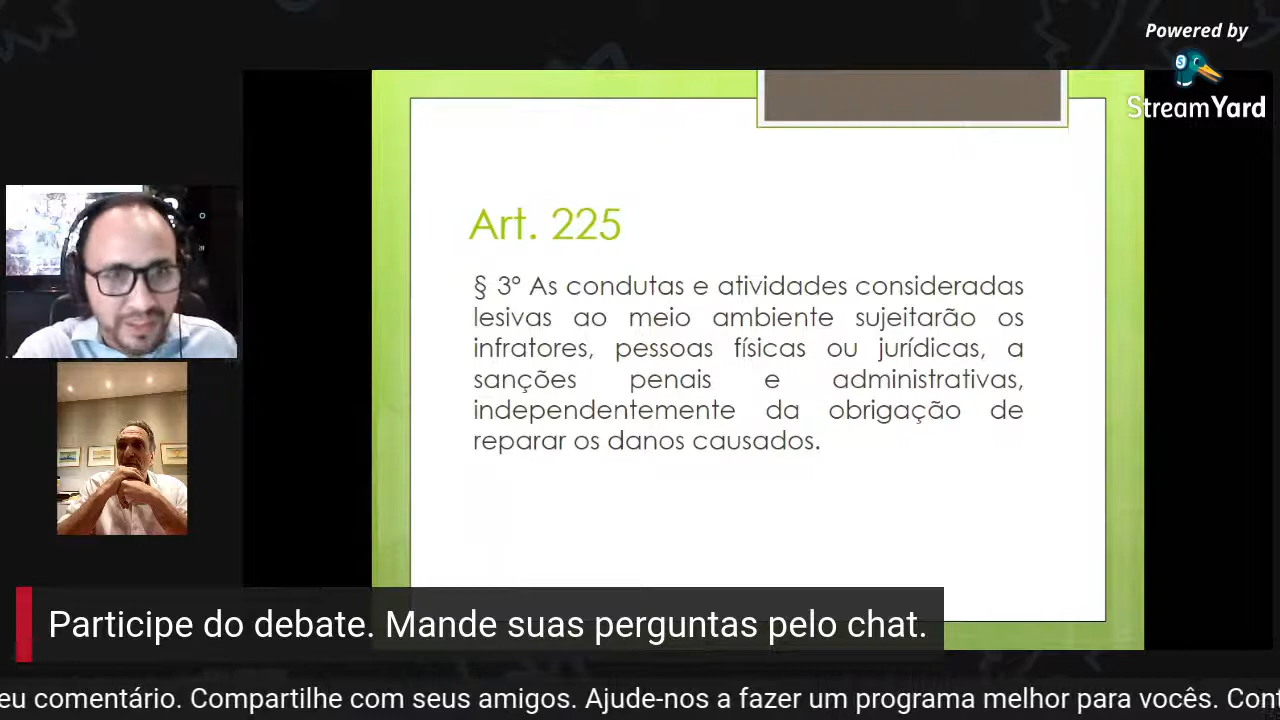 Powered by
StreamYard
Art. 225
§ 3º As condutas e atividades consideradas
lesivas ao meio ambiente sujeitarão os
infratores, pessoas físicas ou jurídicas, a
sanções penais e administrativas,
independentemente da obrigação de
reparar os danos causados.
Participe do debate. Mande suas perguntas pelo chat.
eu comentário. Compartilhe com seus amigos. Ajude-nos a fazer um programa melhor para vocês. Cont